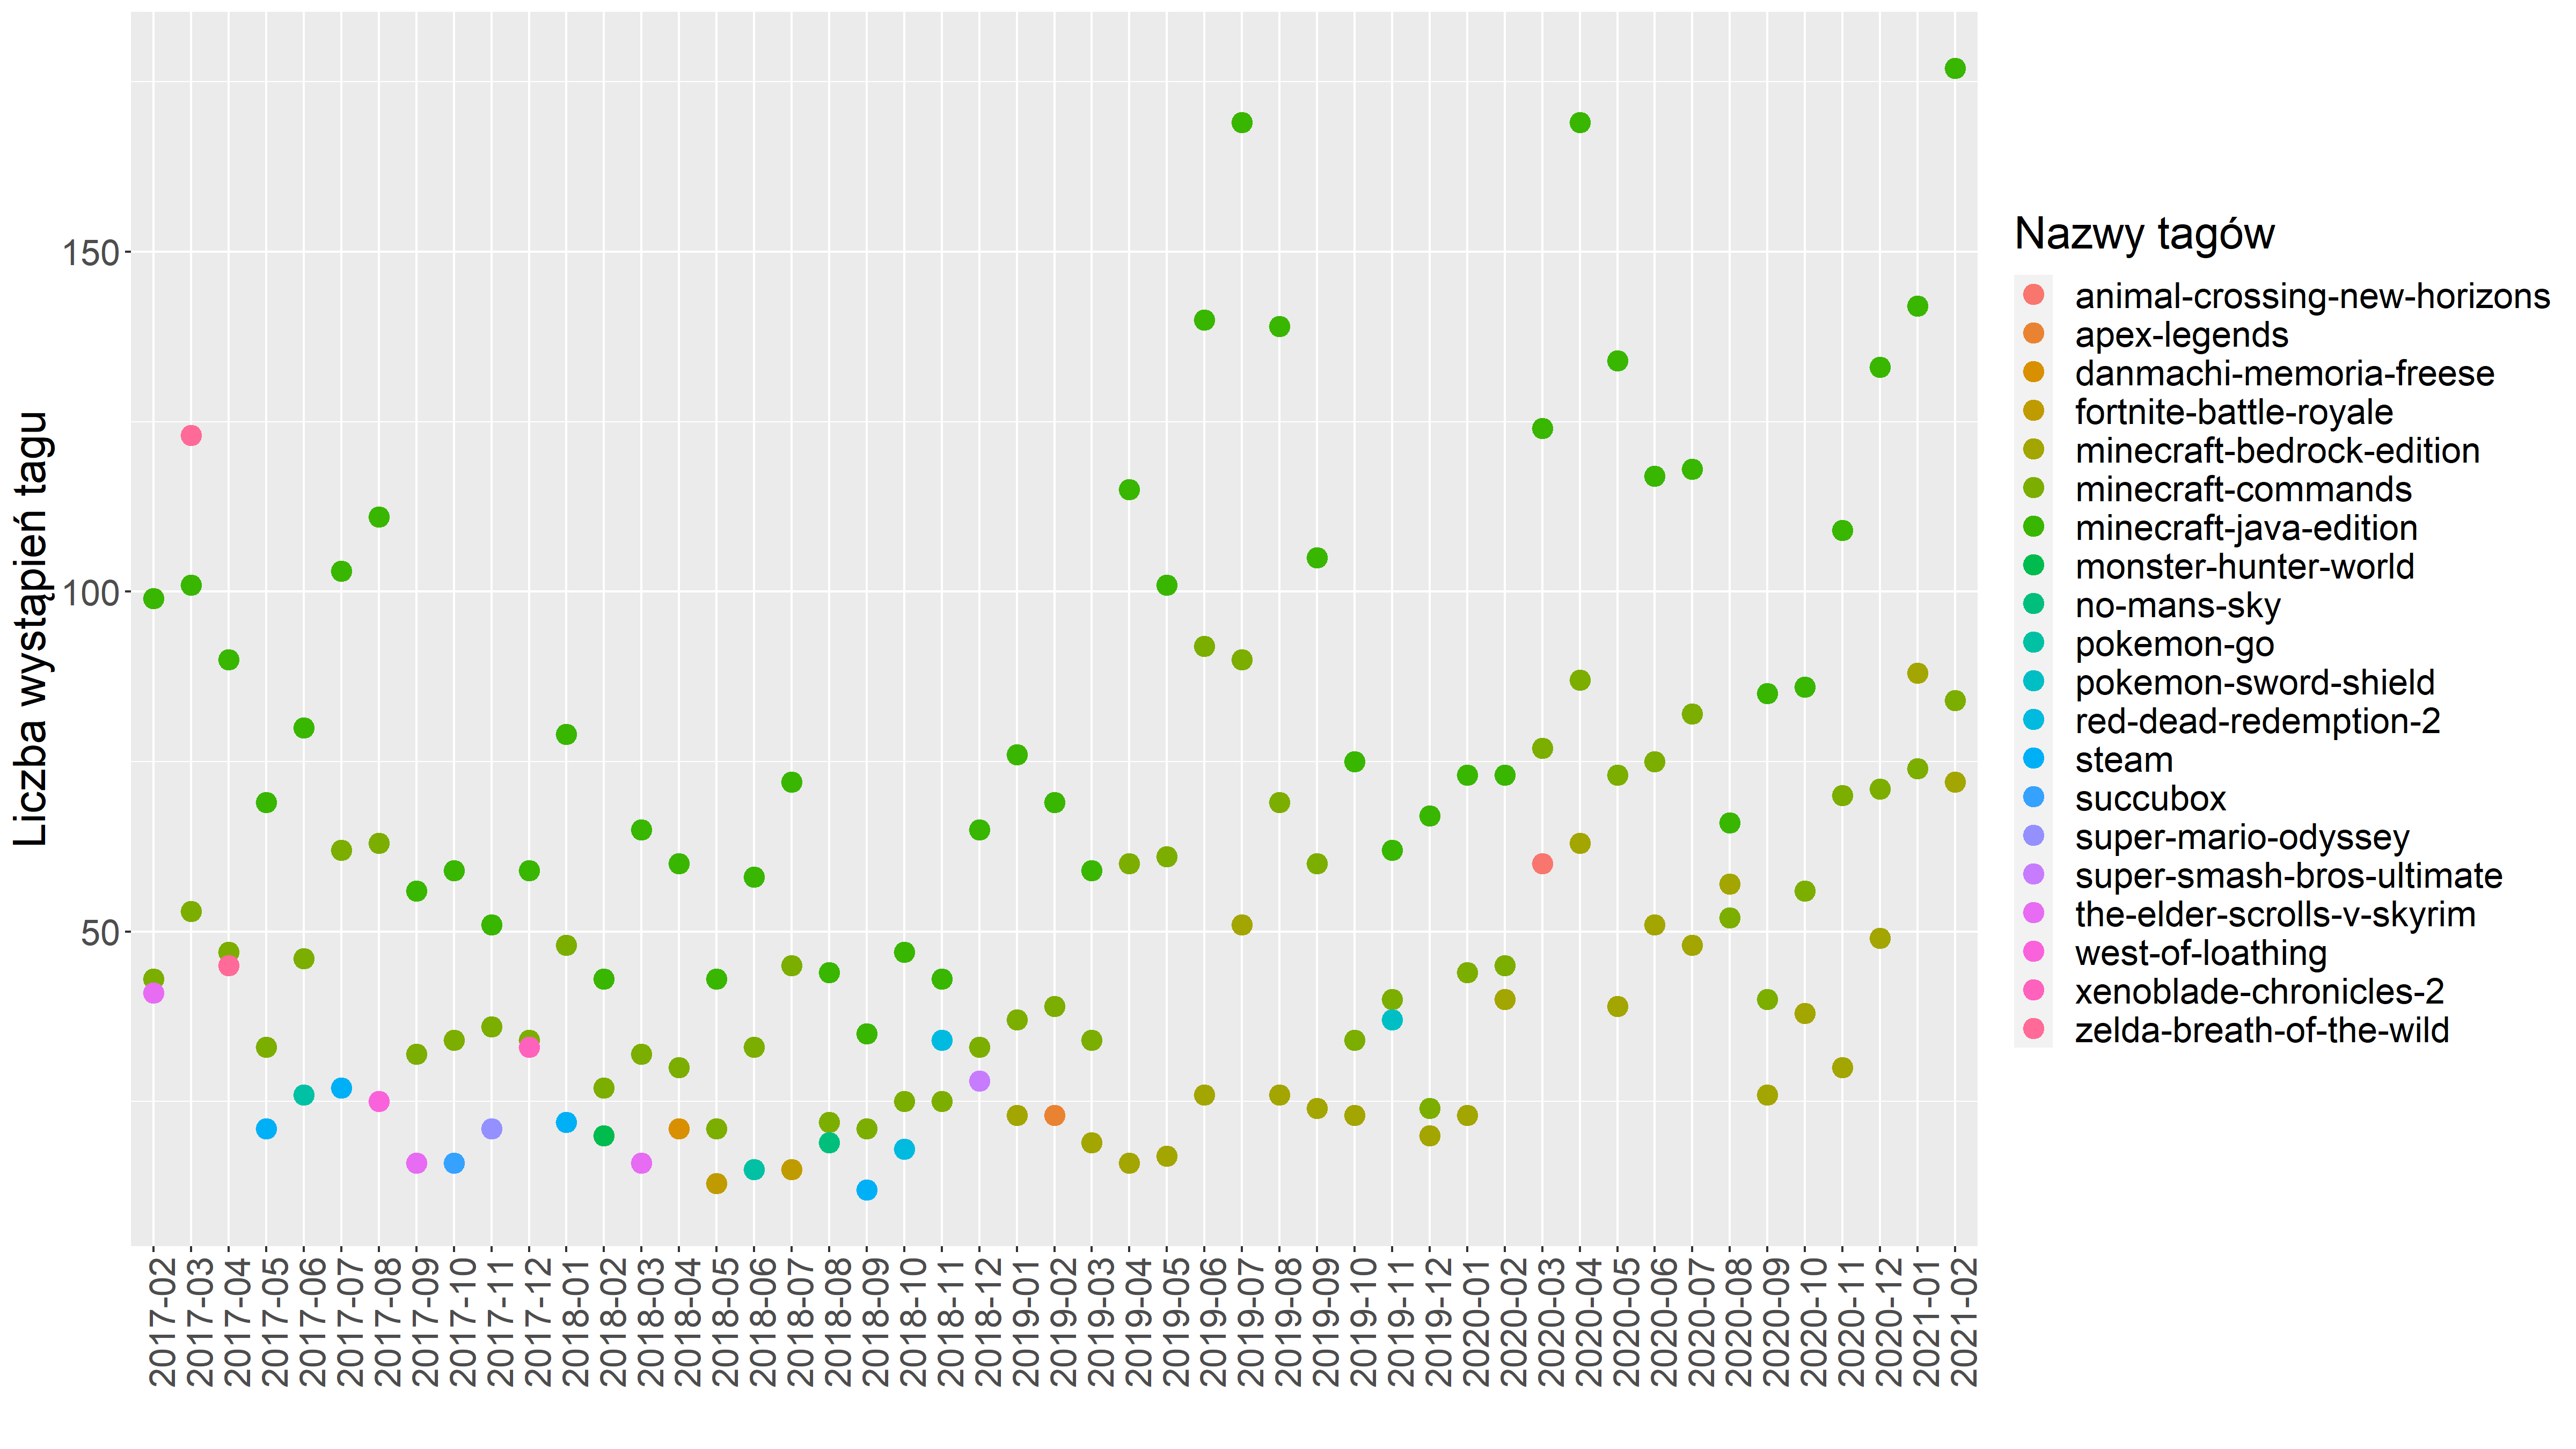 Liczba wystąpień tagu
150
100
50
2017-02
2017-03
2017-04
2017-05
2017-06
2017-07
2017-08
2017-09
2017-10
2017-11
2017-12
2018-01
2018-02
2018-03
2018-04
2018-05
2018-06
2018-07
2018-08
2018-09
2018-10
2018-11
2018-12
2019-01
2019-02
2019-03
2019-04
2019-05
2019-06
2019-07
2019-08
2019-09
2019-10
2019-11
2019-12
2020-01
2020-02
2020-03
2020-04
2020-05
2020-06
2020-07
2020-08
2020-09
2020-10
2020-11
2020-12
2021-01
2021-02
Nazwy tagów
animal-crossing-new-horizons
apex-legends
danmachi-memoria-freese
fortnite-battle-royale
minecraft-bedrock-edition
minecraft-commands
minecraft-java-edition
monster-hunter-world
no-mans-sky
pokemon-go
pokemon-sword-shield
red-dead-redemption-2
steam
succubox
super-mario-odyssey
super-smash-bros-ultimate
the-elder-scrolls-v-skyrim
west-of-loathing
xenoblade-chronicles-2
zelda-breath-of-the-wild